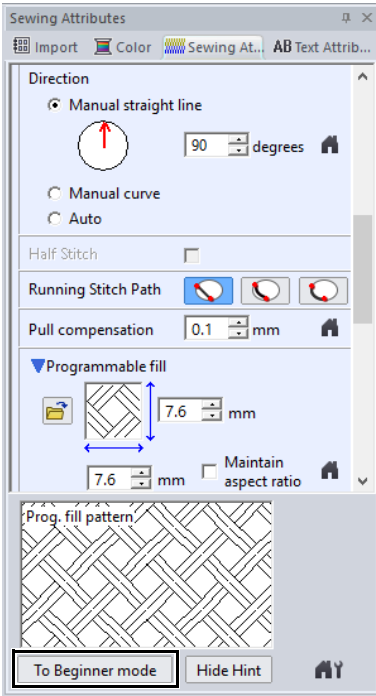 Sewing Attributes
Import Color Sewing At... AB Text Attrib...
Direction
Manual straight line
90 degrees
Manual curve
Auto
Half Stitch
Running Stitch Path
Pull compensation 0.1 mm
Programmable fill
7.6 mm
7.6 mm Maintain aspect ratio
Prog. fill pattern
To Beginner mode Hide Hint